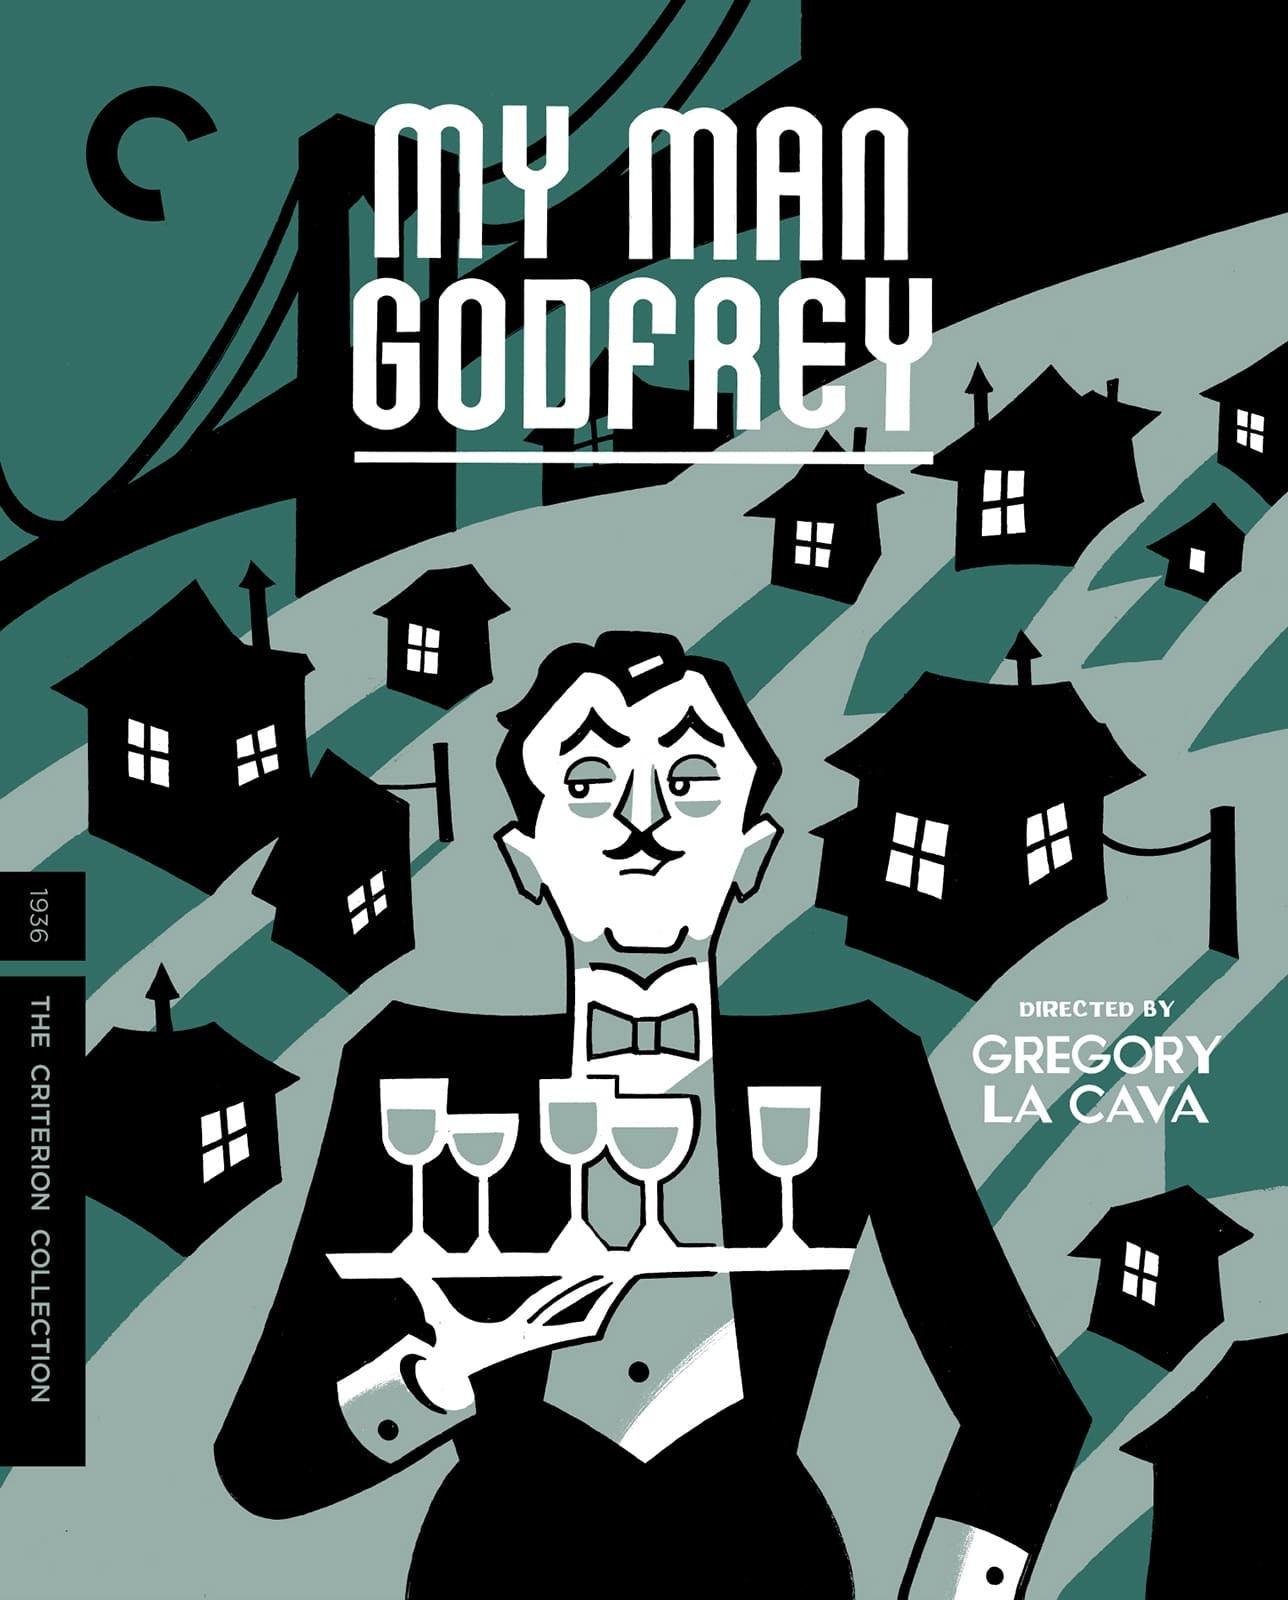 MY MAN
GODFREY
1936
THE CRITERION COLLECTION
DIRECTED BY
GREGORY
LA CAVA